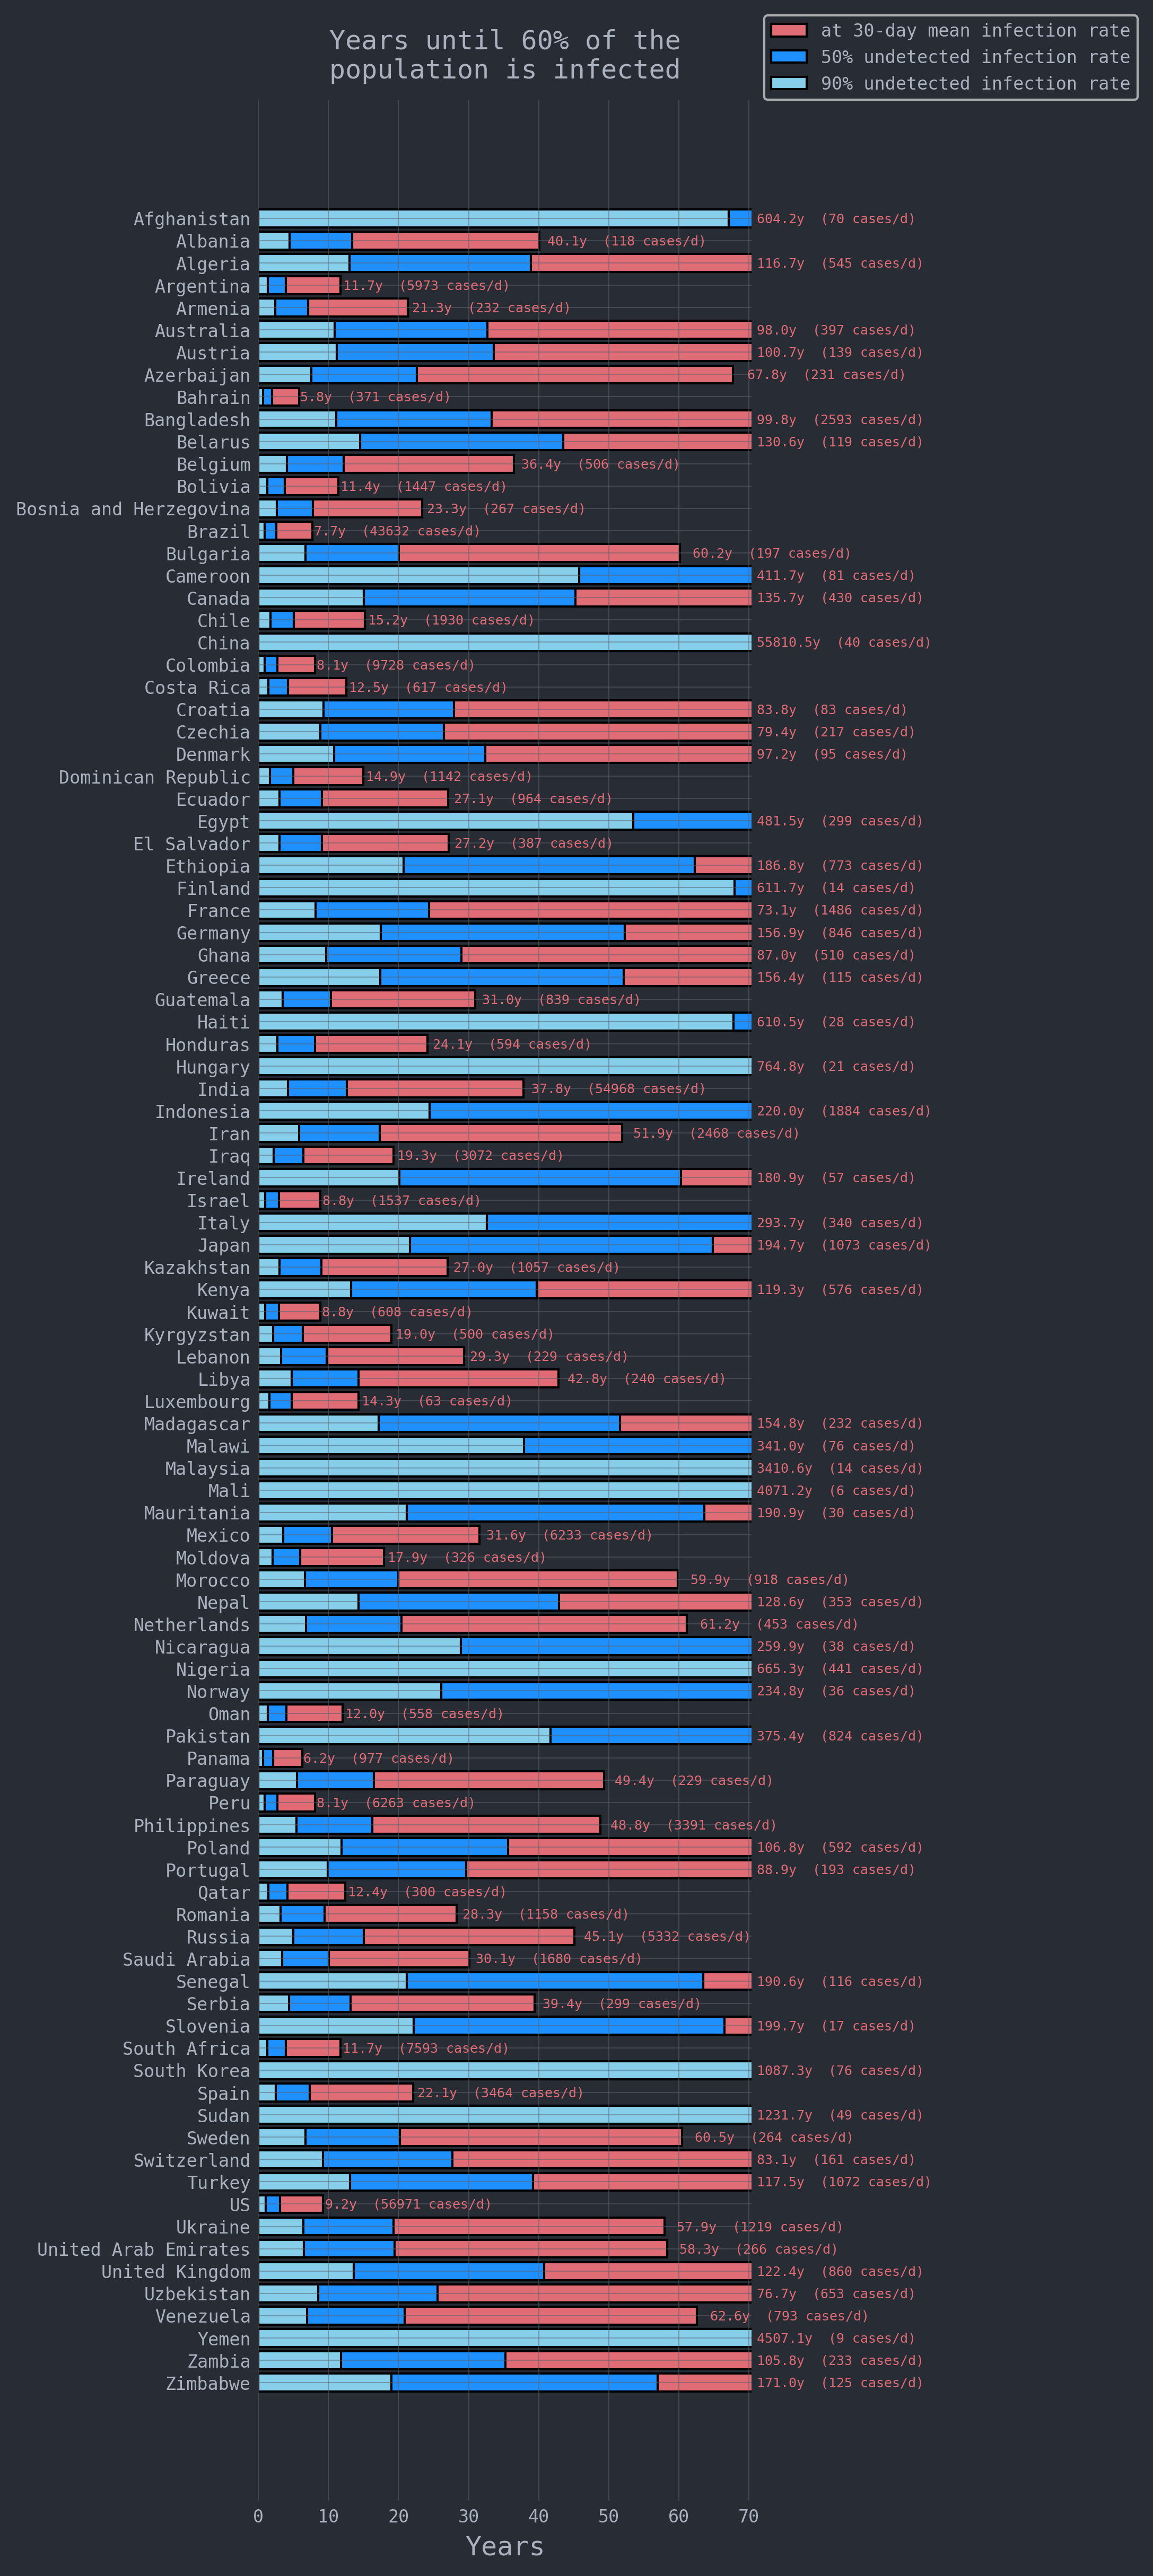 Years until 60% of the
population is infected
at 30-day mean infection rate
50% undetected infection rate
90% undetected infection rate
Afghanistan 604.2y (70 cases/d)
Albania 40.1y (118 cases/d)
Algeria 116.7y (545 cases/d)
Argentina 11.7y (5973 cases/d)
Armenia 21.3y (232 cases/d)
Australia 98.0y (397 cases/d)
Austria 100.7y (139 cases/d)
Azerbaijan 67.8y (231 cases/d)
Bahrain 5.8y (371 cases/d)
Bangladesh 99.8y (2593 cases/d)
Belarus 130.6y (119 cases/d)
Belgium 36.4y (506 cases/d)
Bolivia 11.4y (1447 cases/d)
Bosnia and Herzegovina 23.3y (267 cases/d)
Brazil 7.7y (43632 cases/d)
Bulgaria 60.2y (197 cases/d)
Cameroon 411.7y (81 cases/d)
Canada 135.7y (430 cases/d)
Chile 15.2y (1930 cases/d)
China 55810.5y (40 cases/d)
Colombia 8.1y (9728 cases/d)
Costa Rica 12.5y (617 cases/d)
Croatia 83.8y (83 cases/d)
Czechia 79.4y (217 cases/d)
Denmark 97.2y (95 cases/d)
Dominican Republic 14.9y (1142 cases/d)
Ecuador 27.1y (964 cases/d)
Egypt 481.5y (299 cases/d)
El Salvador 27.2y (387 cases/d)
Ethiopia 186.8y (773 cases/d)
Finland 611.7y (14 cases/d)
France 73.1y (1486 cases/d)
Germany 156.9y (846 cases/d)
Ghana 87.0y (510 cases/d)
Greece 156.4y (115 cases/d)
Guatemala 31.0y (839 cases/d)
Haiti 610.5y (28 cases/d)
Honduras 24.1y (594 cases/d)
Hungary 764.8y (21 cases/d)
India 37.8y (54968 cases/d)
Indonesia 220.0y (1884 cases/d)
Iran 51.9y (2468 cases/d)
Iraq 19.3y (3072 cases/d)
Ireland 180.9y (57 cases/d)
Israel 8.8y (1537 cases/d)
Italy 293.7y (340 cases/d)
Japan 194.7y (1073 cases/d)
Kazakhstan 27.0y (1057 cases/d)
Kenya 119.3y (576 cases/d)
Kuwait 8.8y (608 cases/d)
Kyrgyzstan 19.0y (500 cases/d)
Lebanon 29.3y (229 cases/d)
Libya 42.8y (240 cases/d)
Luxembourg 14.3y (63 cases/d)
Madagascar 154.8y (232 cases/d)
Malawi 341.0y (76 cases/d)
Malaysia 3410.6y (14 cases/d)
Mali 4071.2y (6 cases/d)
Mauritania 190.9y (30 cases/d)
Mexico 31.6y (6233 cases/d)
Moldova 17.9y (326 cases/d)
Morocco 59.9y (918 cases/d)
Nepal 128.6y (353 cases/d)
Netherlands 61.2y (453 cases/d)
Nicaragua 259.9y (38 cases/d)
Nigeria 665.3y (441 cases/d)
Norway 234.8y (36 cases/d)
Oman 12.0y (558 cases/d)
Pakistan 375.4y (824 cases/d)
Panama 6.2y (977 cases/d)
Paraguay 49.4y (229 cases/d)
Peru 8.1y (6263 cases/d)
Philippines 48.8y (3391 cases/d)
Poland 106.8y (592 cases/d)
Portugal 88.9y (193 cases/d)
Qatar 12.4y (300 cases/d)
Romania 28.3y (1158 cases/d)
Russia 45.1y (5332 cases/d)
Saudi Arabia 30.1y (1680 cases/d)
Senegal 190.6y (116 cases/d)
Serbia 39.4y (299 cases/d)
Slovenia 199.7y (17 cases/d)
South Africa 11.7y (7593 cases/d)
South Korea 1087.3y (76 cases/d)
Spain 22.1y (3464 cases/d)
Sudan 1231.7y (49 cases/d)
Sweden 60.5y (264 cases/d)
Switzerland 83.1y (161 cases/d)
Turkey 117.5y (1072 cases/d)
US 9.2y (56971 cases/d)
Ukraine 57.9y (1219 cases/d)
United Arab Emirates 58.3y (266 cases/d)
United Kingdom 122.4y (860 cases/d)
Uzbekistan 76.7y (653 cases/d)
Venezuela 62.6y (793 cases/d)
Yemen 4507.1y (9 cases/d)
Zambia 105.8y (233 cases/d)
Zimbabwe 171.0y (125 cases/d)
0 10 20 30 40 50 60 70
Years